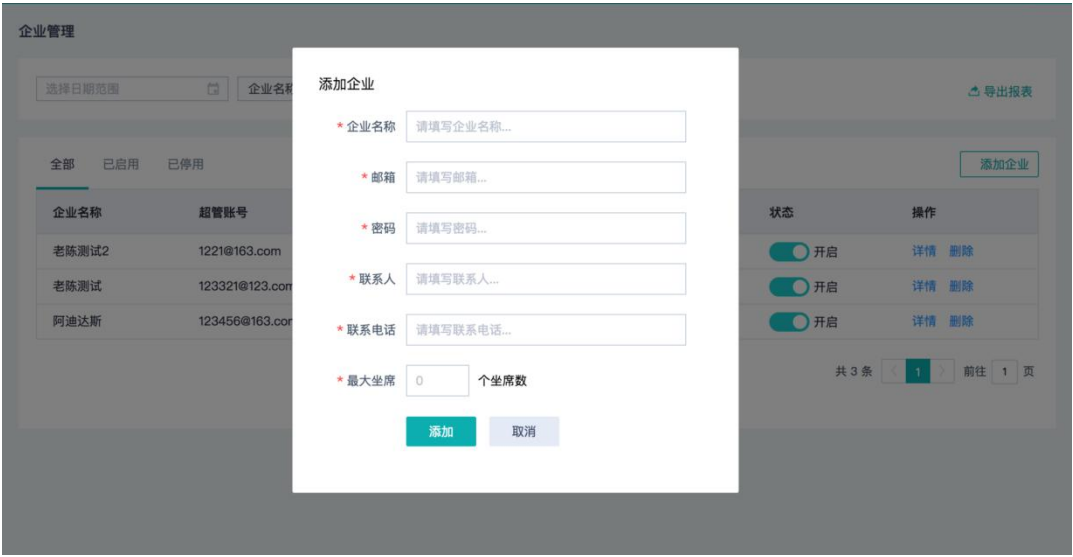 企业管理
选择日期范围 企业名称
导出报表
全部 已启用 已停用
添加企业
企业名称 超管账号 状态 操作
老陈测试2 1221@163.com 开启 详情 删除
老陈测试 123321@123.com 开启 详情 删除
阿迪达斯 123456@163.cor 开启 详情 删除
共 3 条 1 前往 1 页
添加企业
* 企业名称 请填写企业名称...
* 邮箱 请填写邮箱...
* 密码 请填写密码...
* 联系人 请填写联系人...
* 联系电话 请填写联系电话...
* 最大坐席 0 个坐席数
添加 取消